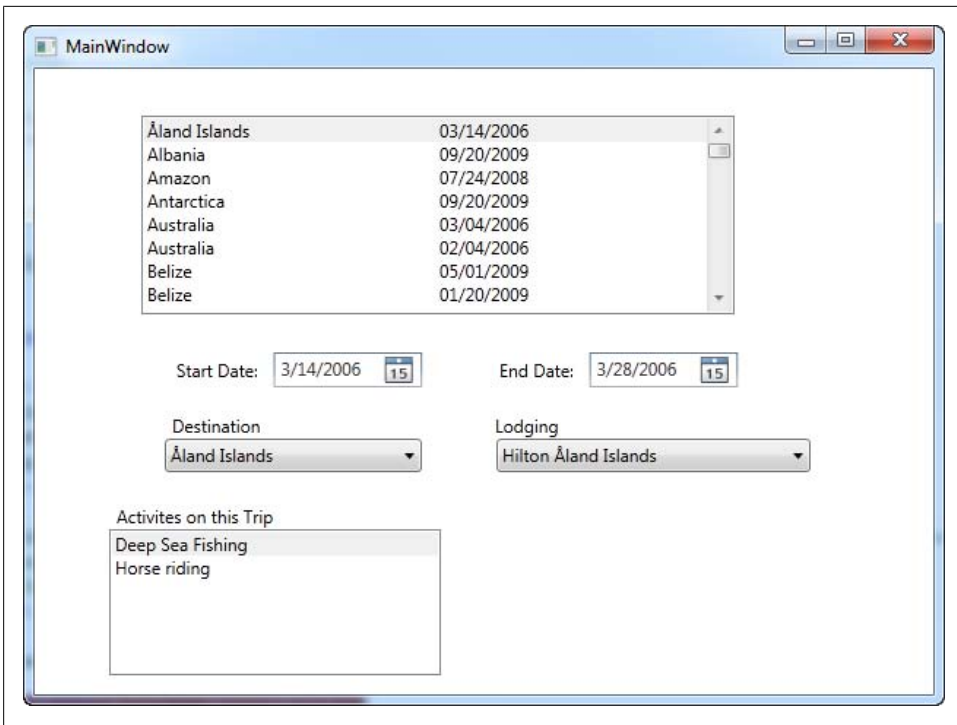 MainWindow
Åland Islands 03/14/2006
Albania 09/20/2009
Amazon 07/24/2008
Antarctica 09/20/2009
Australia 03/04/2006
Australia 02/04/2006
Belize 05/01/2009
Belize 01/20/2009
Start Date: 3/14/2006 15 End Date: 3/28/2006 15
Destination Lodging
Åland Islands Hilton Åland Islands
Activites on this Trip
Deep Sea Fishing
Horse riding